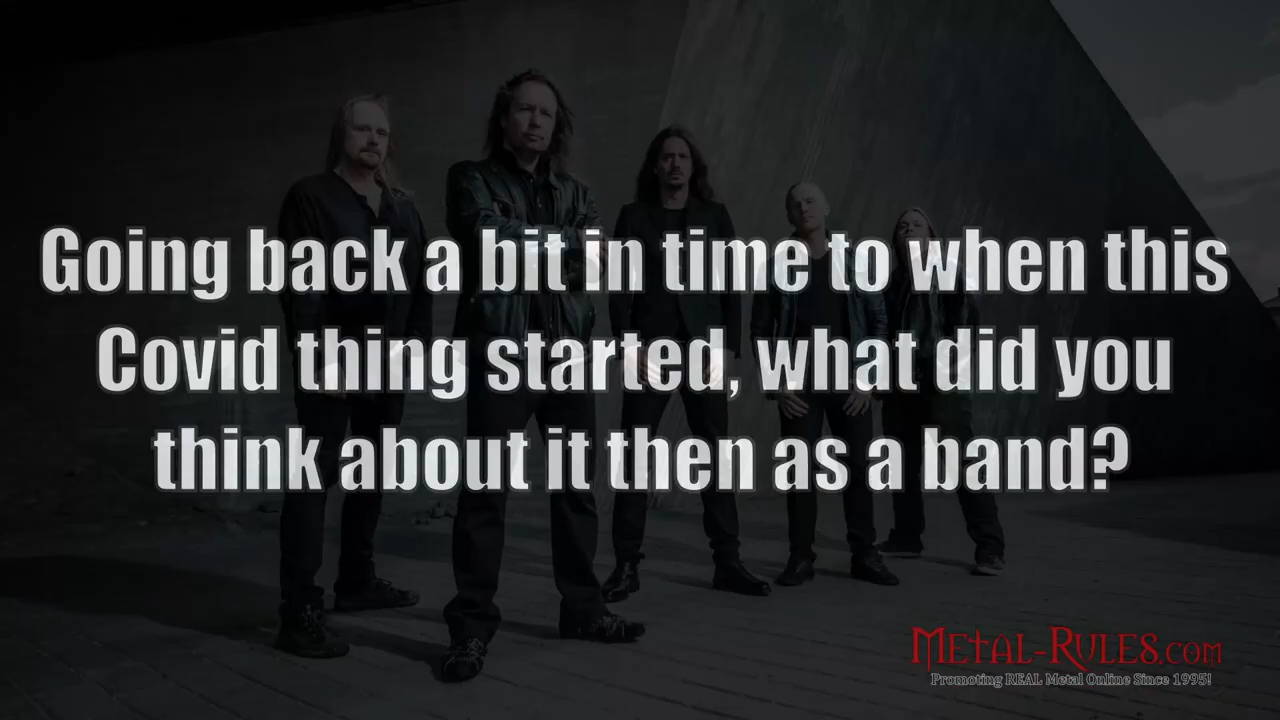 Going back a bit in time to when this
Covid thing started, what did you
think about it then as a band?
METAL-RULES.COM
Promoting REAL Metal Online Since 1995!